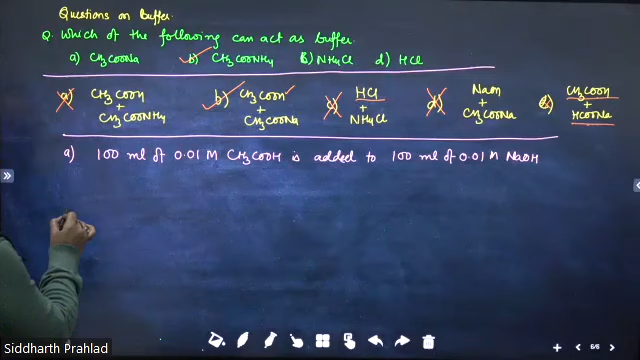 Questions on Buffer.
Q. Which of the following can act as buffer.
a) CH3COONa b) CH3COONH4 c) NH4Cl d) HCl
a) CH3COOH + CH3COONH4 b) CH3COOH + CH3COONa c) HCl + NH4Cl d) NaOH + CH3COONa e) CH3COOH + HCOONa
a) 100 ml of 0.01 M CH3COOH is added to 100 ml of 0.01 M NaOH
6/6
Siddharth Prahlad